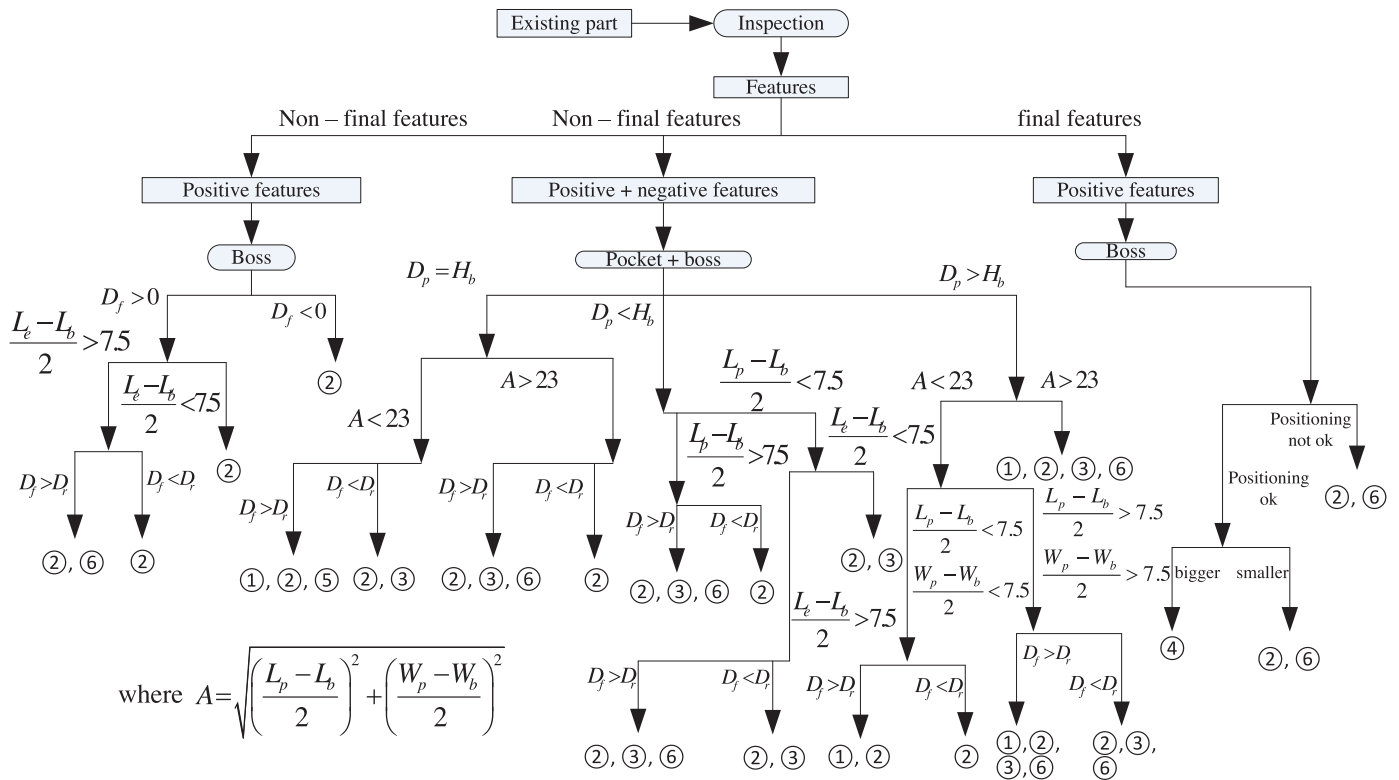 Existing part
Inspection
Features
Non – final features
Non – final features
final features
Positive features
Positive + negative features
Positive features
Boss
Pocket + boss
Boss
D_f >0
D_f <0
D_p = H_b
D_p <H_b
D_p >H_b
(L_e – L_b)/2 >7.5
(L_e – L_b)/2 <7.5
②
②
D_f >D_r
D_f <D_r
②, ⑥
②
A < 23
A > 23
D_f >D_r
D_f <D_r
①, ②, ⑤
②, ③
D_f >D_r
D_f <D_r
②, ③, ⑥
②
(L_p – L_b)/2 >7.5
(L_p – L_b)/2 <7.5
D_f >D_r
D_f <D_r
②, ③, ⑥
②
(L_e – L_b)/2 <7.5
②, ③
(L_e – L_b)/2 >7.5
D_f >D_r
D_f <D_r
②, ③, ⑥
②, ③
A < 23
A > 23
①, ②, ③, ⑥
(L_p – L_b)/2 < 7.5
(W_p – W_b)/2 < 7.5
(L_p – L_b)/2 > 7.5
(W_p – W_b)/2 > 7.5
D_f >D_r
D_f <D_r
①, ②
②
D_f >D_r
D_f <D_r
①, ②,
③, ⑥
②, ③,
⑥
Positioning
not ok
Positioning
ok
②, ⑥
bigger
smaller
④
②, ⑥
where A = √(((L_p – L_b)/2)² + ((W_p – W_b)/2)²)